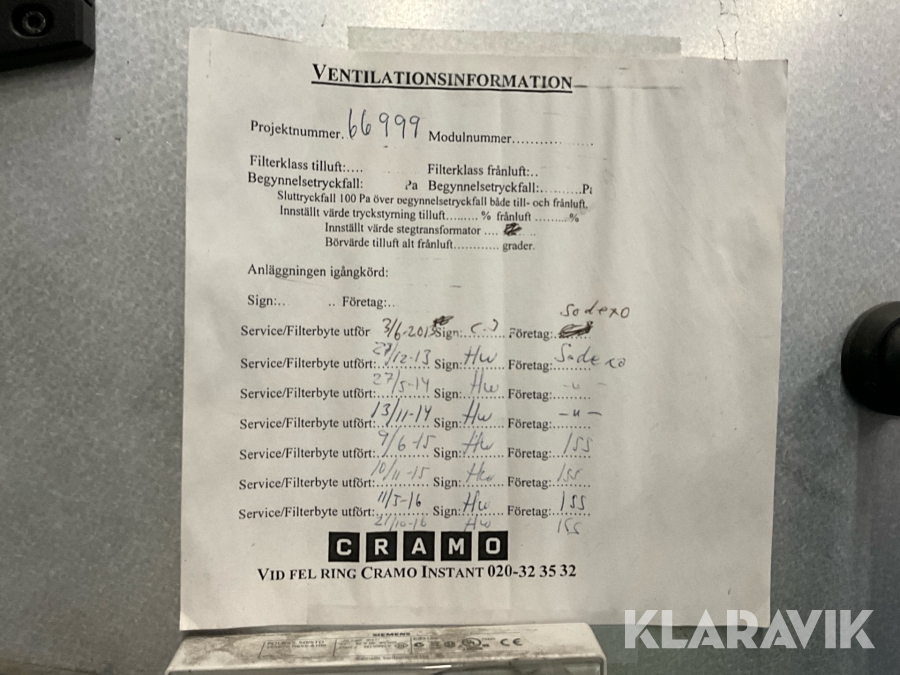 VENTILATIONSINFORMATION
Projektnummer. 66999 Modulnummer..............
Filterklass tilluft:.... Filterklass frånluft:..
Begynnelsetryckfall: Pa Begynnelsetryckfall:..........Pa
Sluttryckfall 100 Pa över begynnelsetryckfall både till- och frånluft.
Inställt värde tryckstyrning tilluft......... % frånluft .........%
Inställt värde stegtransformator ....
Börvärde tilluft alt frånluft............ grader.
Anläggningen igångkörd:
Sign:.. .. Företag:..
Sodexo
Service/Filterbyte utför 3/6-2013 Sign: Företag:
Service/Filterbyte utfört: 27/12-13 Sign: HW Företag: Sodexo
Service/Filterbyte utfört: 27/5-14 Sign: HW Företag: -u-
Service/Filterbyte utfört: 13/11-14 Sign: HW Företag: -u-
Service/Filterbyte utfört: 9/6-15 Sign: HW Företag: ISS
Service/Filterbyte utfört: 10/11-15 Sign: HW Företag: ISS
Service/Filterbyte utfört: 11/5-16 Sign: HW Företag: ISS
21/10-16 HW ISS
CRAMO
VID FEL RING CRAMO INSTANT 020-32 35 32
KLARAVIK
SIEMENS